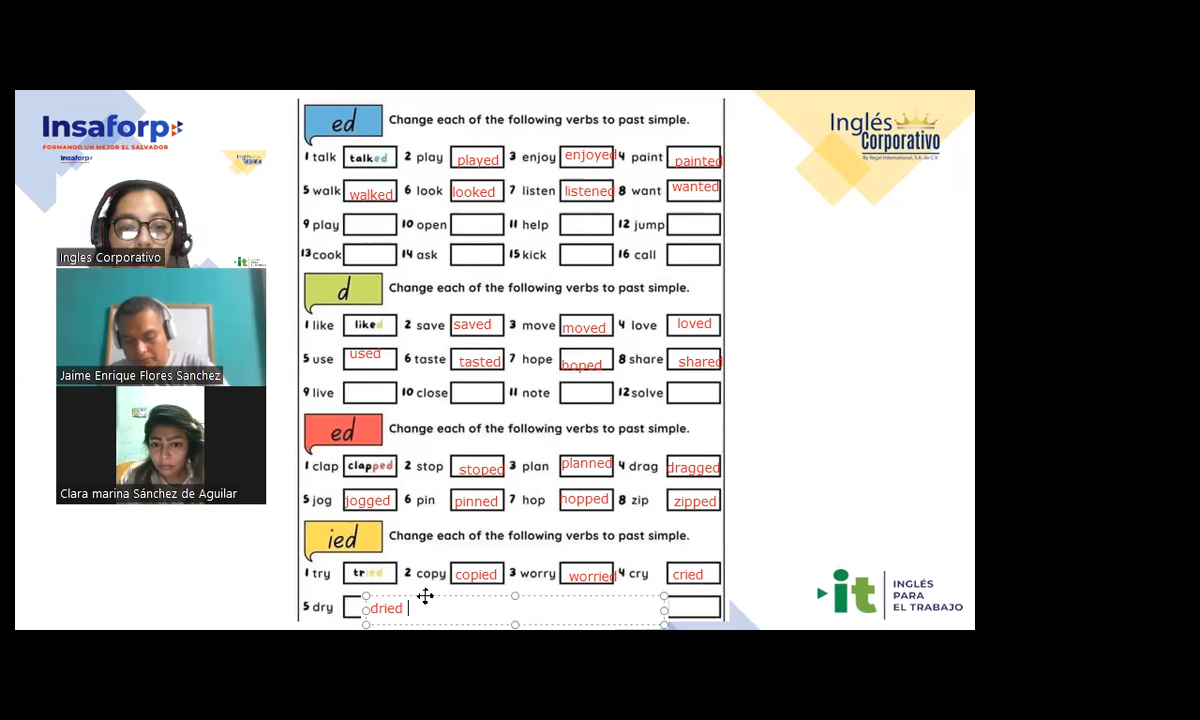 Insaforp
FORMANDO UN MEJOR EL SALVADOR
Insaforp
Inglés
Corporativo
By Regal International, S.A. de C.V.
Ingles Corporativo
Jaime Enrique Flores Sanchez
Clara marina Sánchez de Aguilar
ed Change each of the following verbs to past simple.
1 talk talked 2 play played 3 enjoy enjoyed 4 paint painted
5 walk walked 6 look looked 7 listen listened 8 want wanted
9 play 10 open 11 help 12 jump
13 cook 14 ask 15 kick 16 call
d Change each of the following verbs to past simple.
1 like liked 2 save saved 3 move moved 4 love loved
5 use used 6 taste tasted 7 hope hoped 8 share shared
9 live 10 close 11 note 12 solve
ed Change each of the following verbs to past simple.
1 clap clapped 2 stop stoped 3 plan planned 4 drag dragged
5 jog jogged 6 pin pinned 7 hop hopped 8 zip zipped
ied Change each of the following verbs to past simple.
1 try tried 2 copy copied 3 worry worried 4 cry cried
5 dry dried
it
INGLÉS
PARA
EL TRABAJO